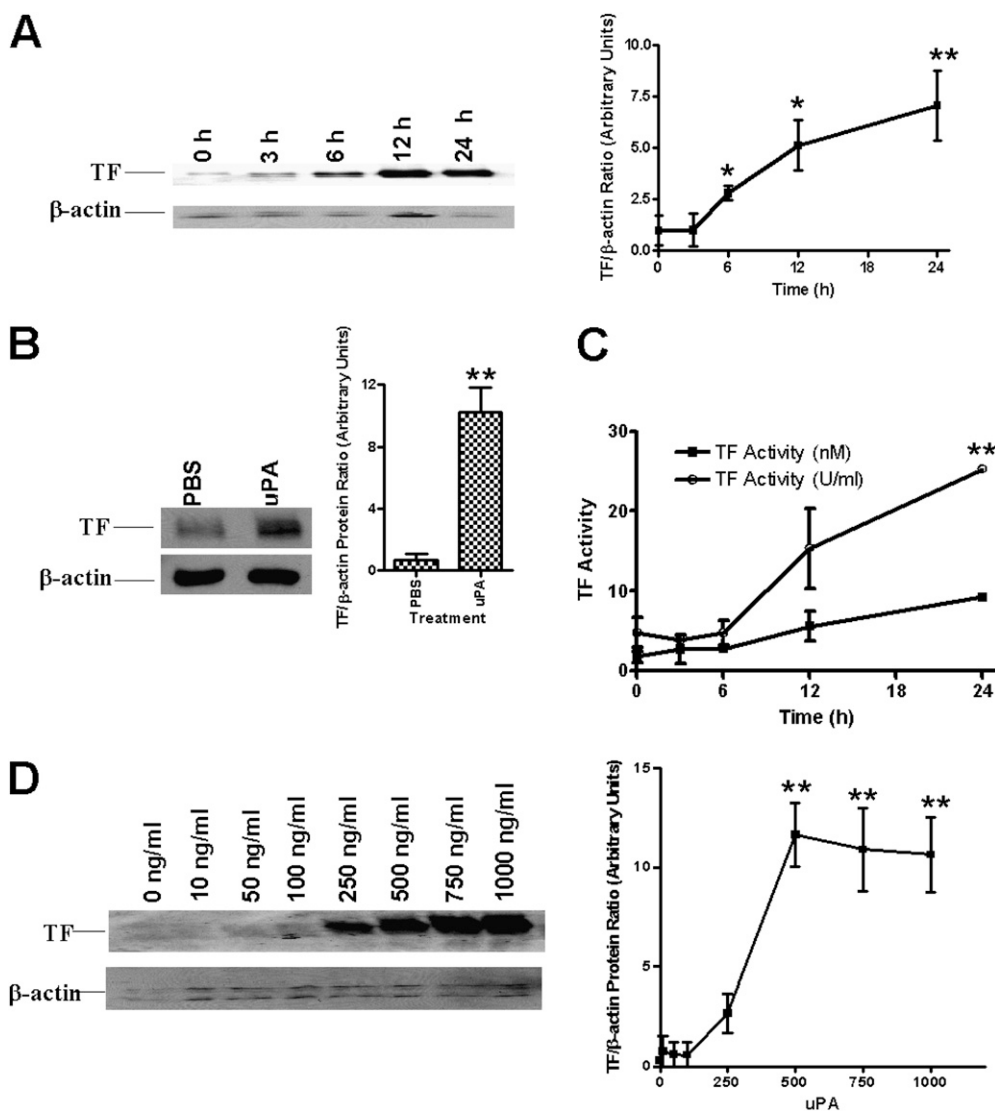 A
0 h
3 h
6 h
12 h
24 h
TF
β-actin
TF/β-actin Ratio (Arbitrary Units)
10.0
7.5
5.0
2.5
0.0
*
*
**
0
6
12
18
24
Time (h)
B
PBS
uPA
TF
β-actin
TF/β-actin Protein Ratio (Arbitrary Units)
12
8
4
0
**
PBS
uPA
Treatment
C
TF Activity
30
20
10
0
TF Activity (nM)
TF Activity (U/ml)
**
0
6
12
18
24
Time (h)
D
0 ng/ml
10 ng/ml
50 ng/ml
100 ng/ml
250 ng/ml
500 ng/ml
750 ng/ml
1000 ng/ml
TF
β-actin
TF/β-actin Protein Ratio (Arbitrary Units)
15
10
5
0
**
**
**
0
250
500
750
1000
uPA